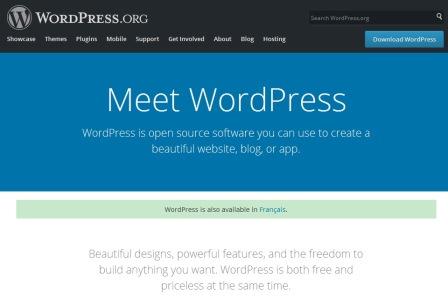 WORDPRESS.ORG
Search WordPress.org
Showcase Themes Plugins Mobile Support Get Involved About Blog Hosting
Download WordPress
Meet WordPress
WordPress is open source software you can use to create a
beautiful website, blog, or app.
WordPress is also available in Français.
Beautiful designs, powerful features, and the freedom to
build anything you want. WordPress is both free and
priceless at the same time.